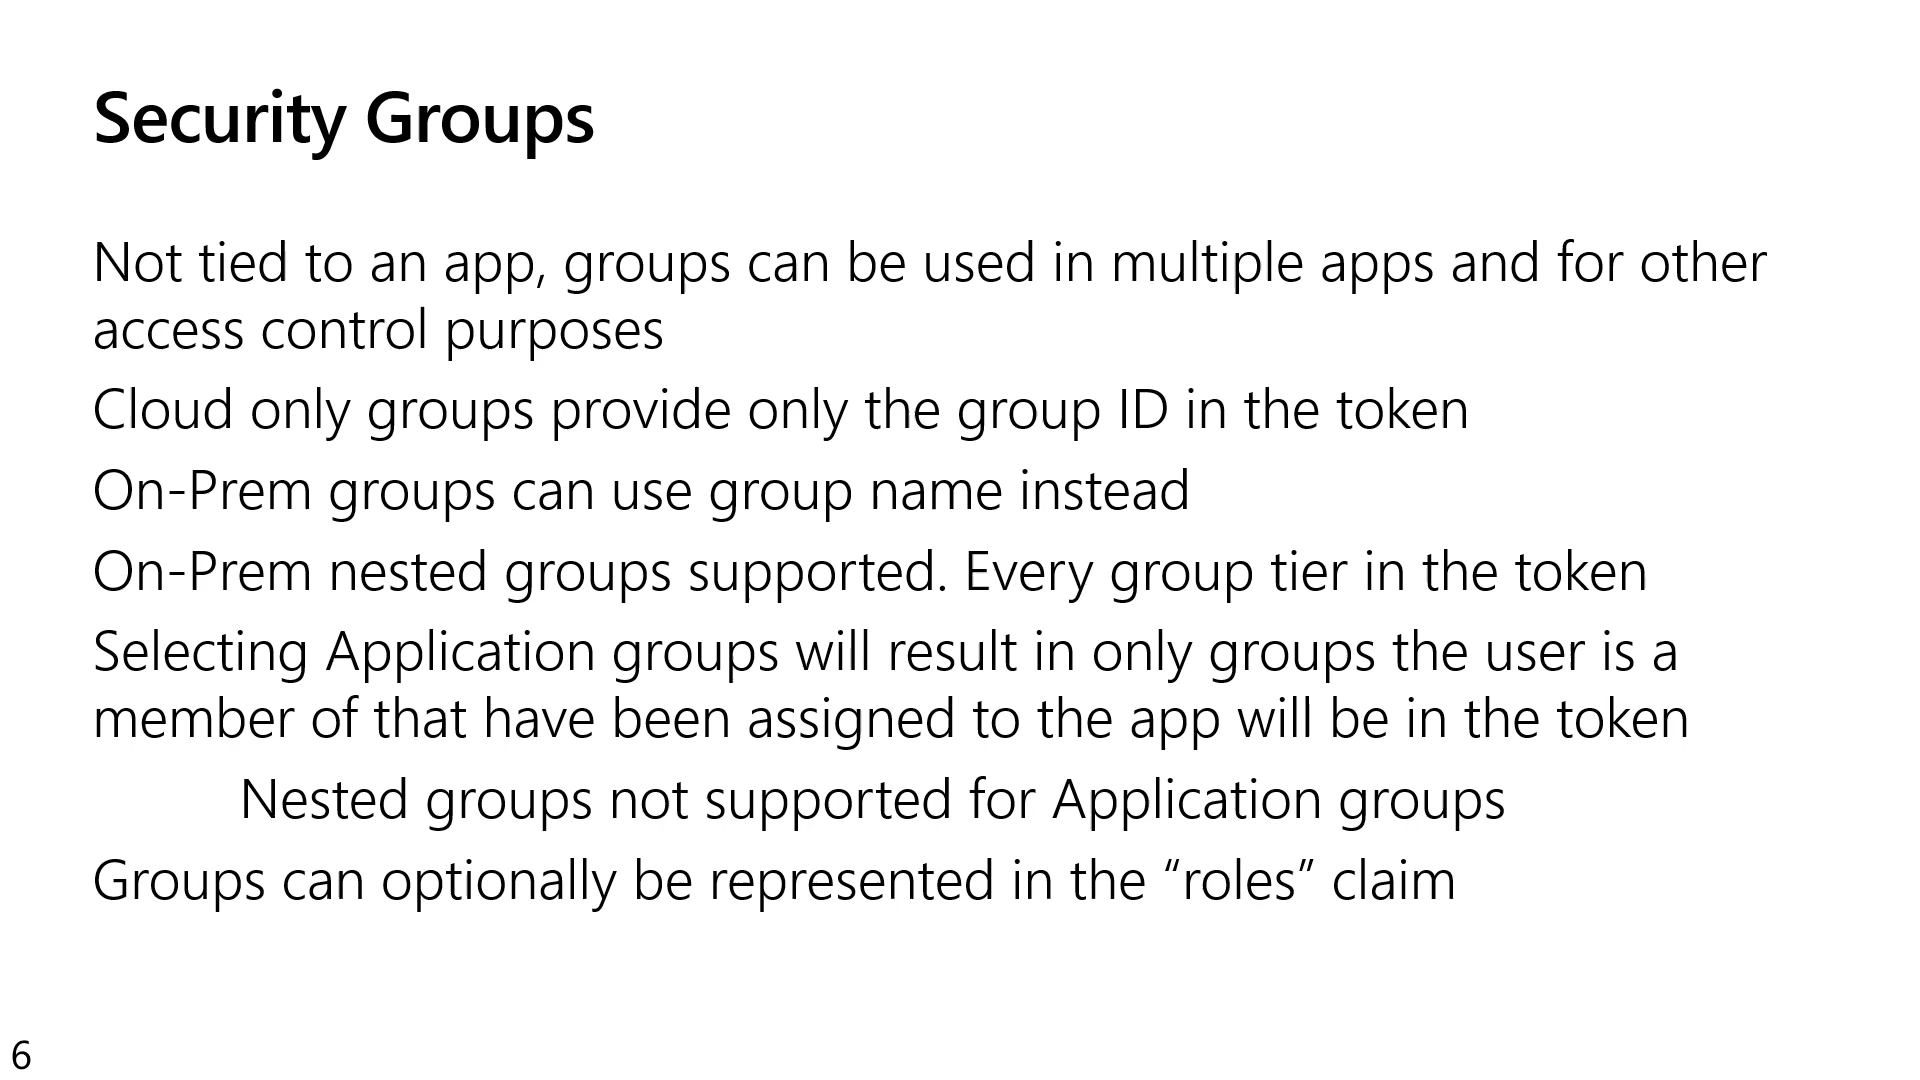 Security Groups
Not tied to an app, groups can be used in multiple apps and for other
access control purposes
Cloud only groups provide only the group ID in the token
On-Prem groups can use group name instead
On-Prem nested groups supported. Every group tier in the token
Selecting Application groups will result in only groups the user is a
member of that have been assigned to the app will be in the token
Nested groups not supported for Application groups
Groups can optionally be represented in the “roles” claim
6